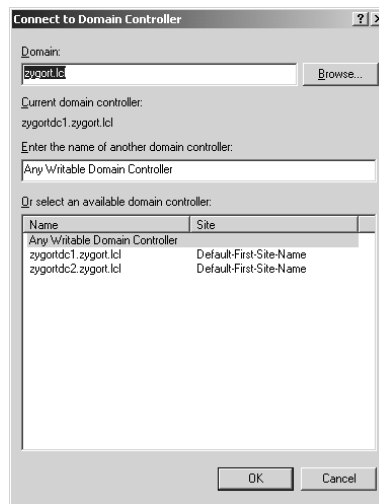 Connect to Domain Controller
Domain:
zygort.lcl
Browse...
Current domain controller:
zygortdc1.zygort.lcl
Enter the name of another domain controller:
Any Writable Domain Controller
Or select an available domain controller:
Name Site
Any Writable Domain Controller
zygortdc1.zygort.lcl Default-First-Site-Name
zygortdc2.zygort.lcl Default-First-Site-Name
OK Cancel